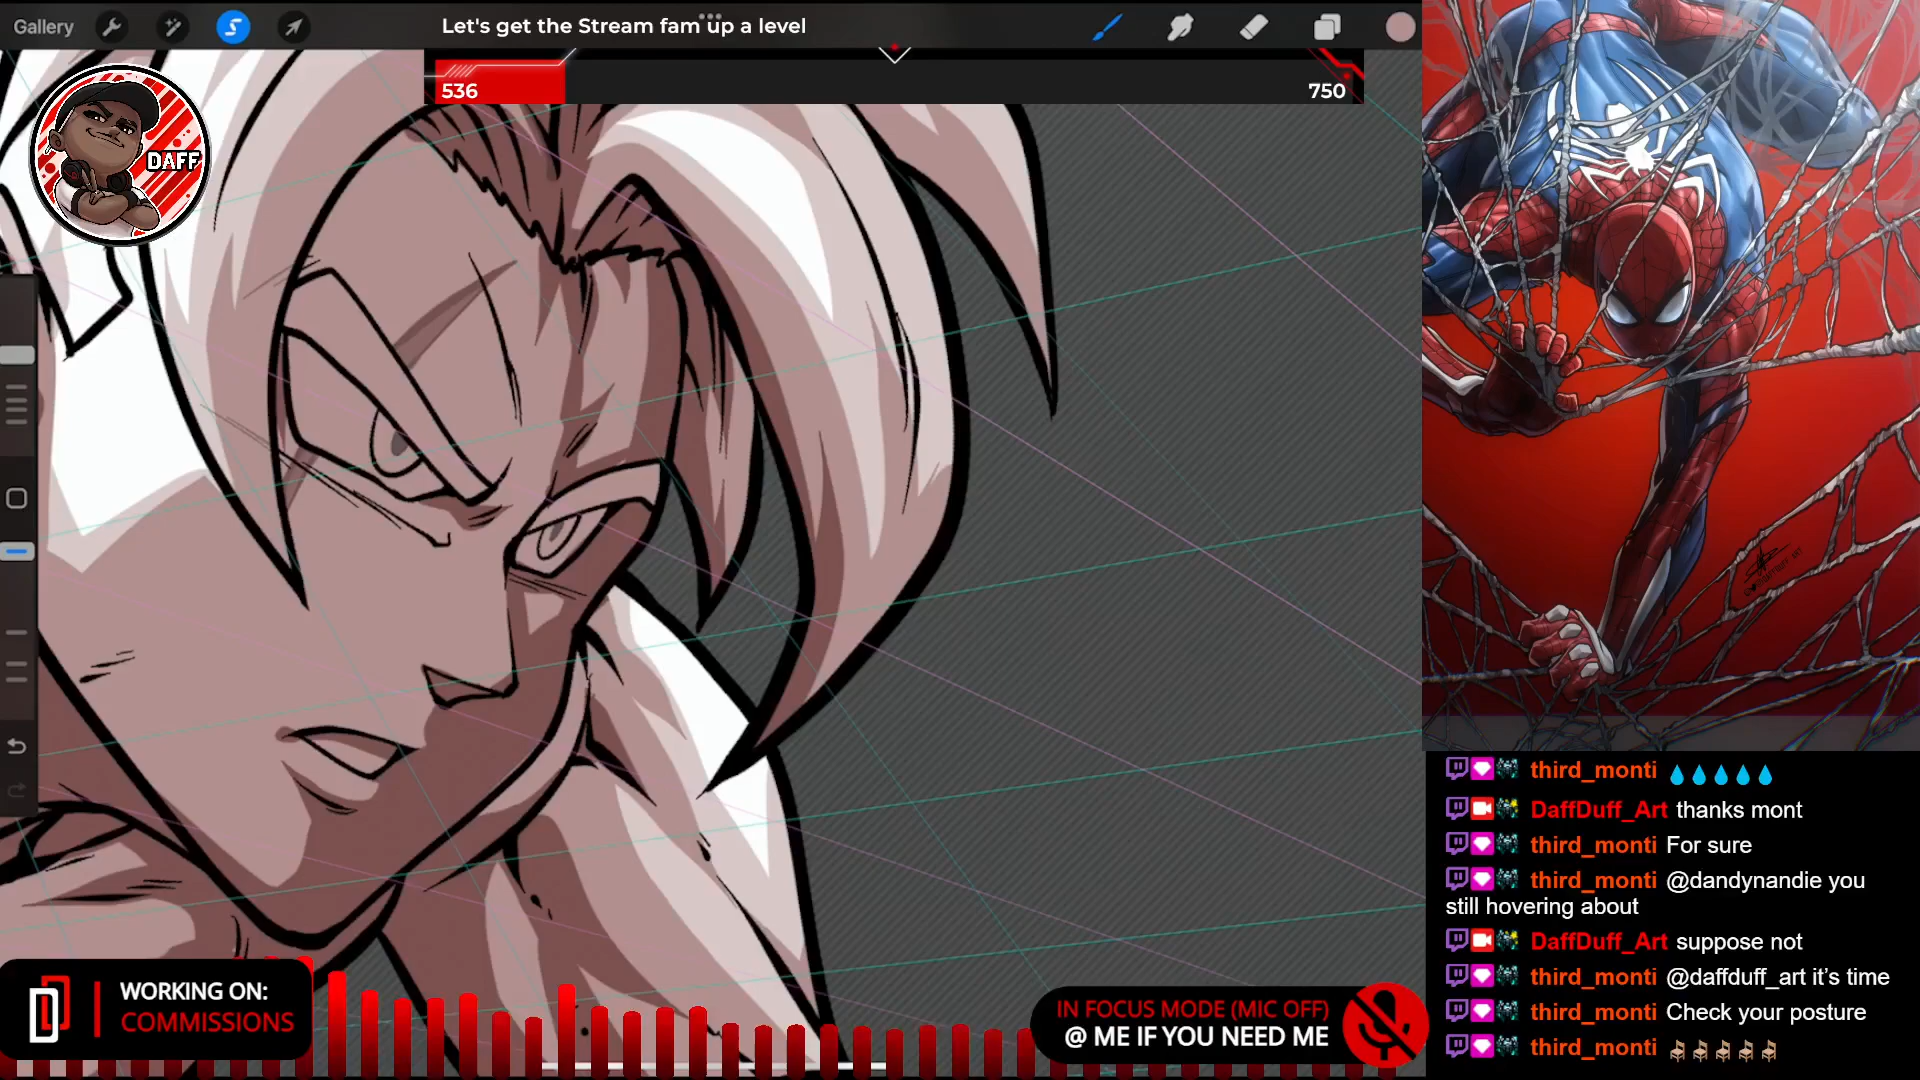 Gallery
Let's get the Stream fam up a level
536
750
DAFF
third_monti
DaffDuff_Art thanks mont
third_monti For sure
third_monti @dandynandie you
still hovering about
DaffDuff_Art suppose not
third_monti @daffduff_art it's time
third_monti Check your posture
third_monti
WORKING ON:
COMMISSIONS
IN FOCUS MODE (MIC OFF)
@ ME IF YOU NEED ME